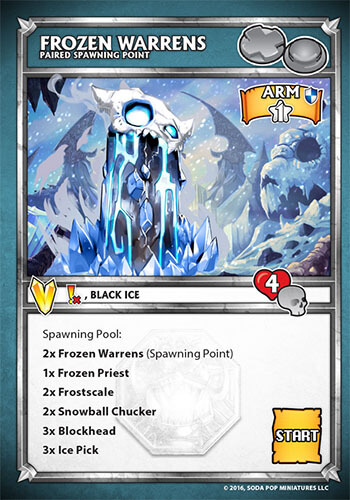 FROZEN WARRENS
PAIRED SPAWNING POINT
ARM
1
, BLACK ICE
4
Spawning Pool:
2x Frozen Warrens (Spawning Point)
1x Frozen Priest
2x Frostscale
2x Snowball Chucker
3x Blockhead
3x Ice Pick
START
© 2016, SODA POP MINIATURES LLC